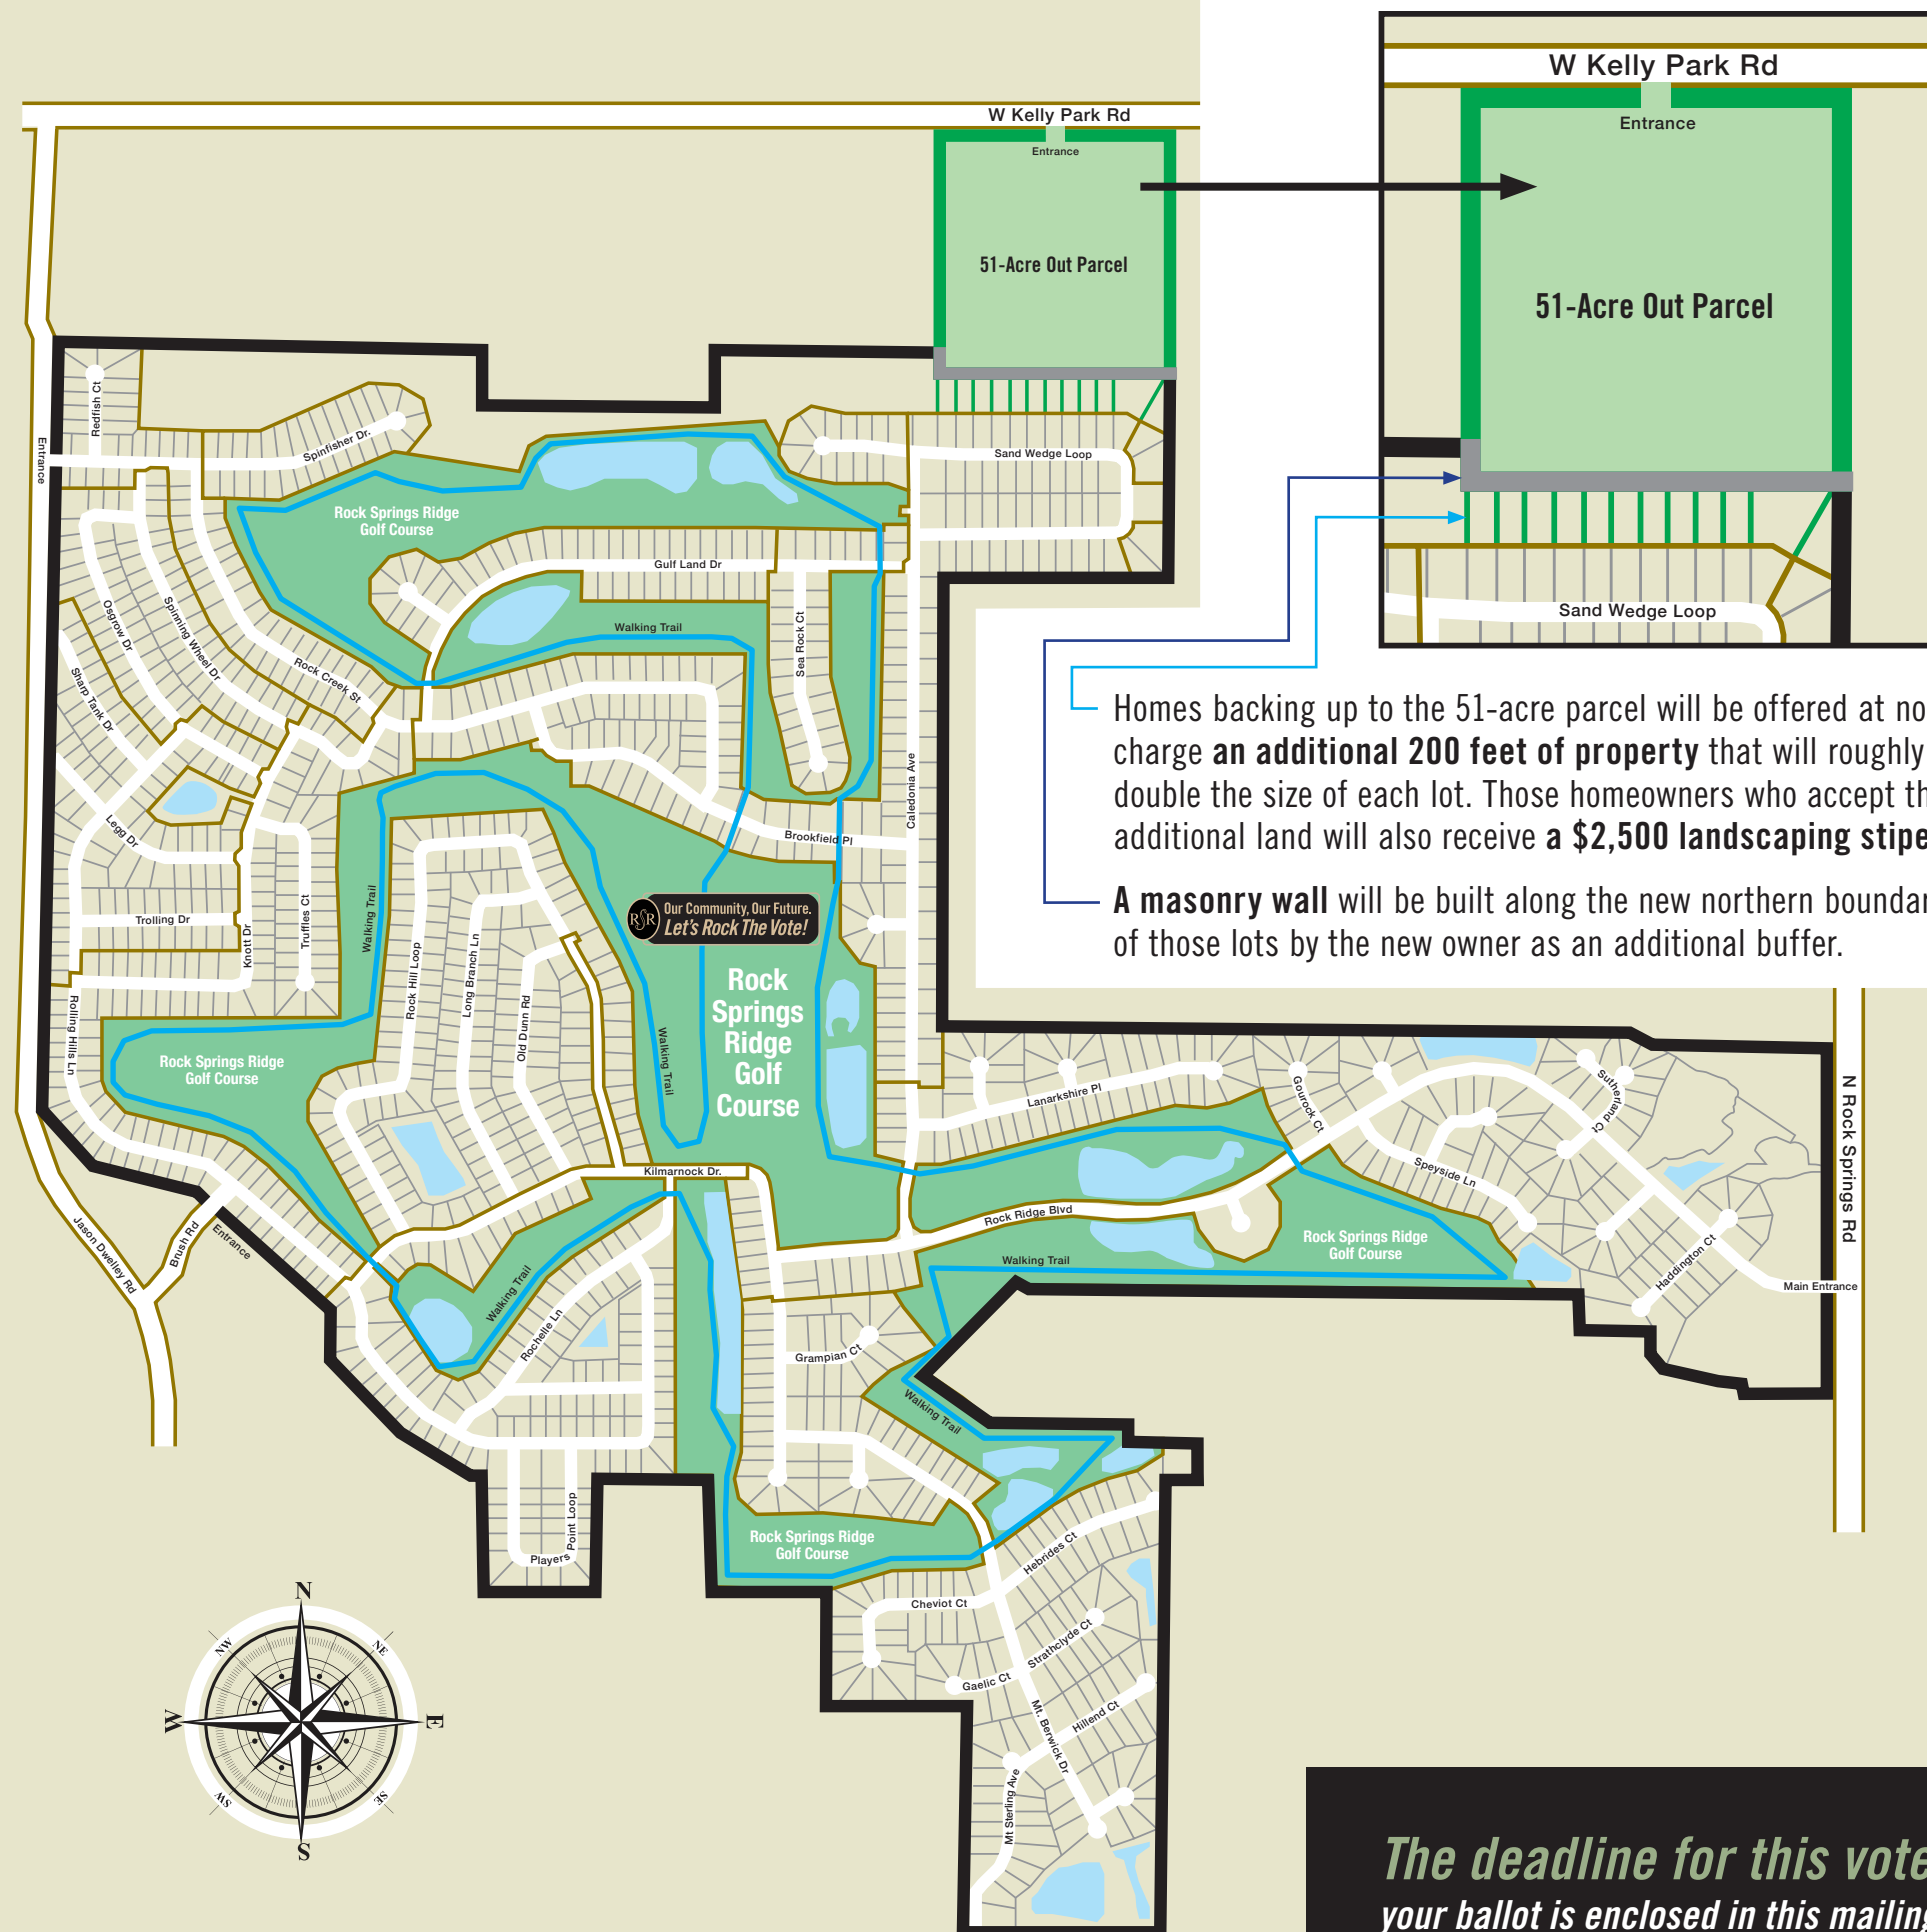 W Kelly Park Rd
Entrance
51-Acre Out Parcel
W Kelly Park Rd
Entrance
51-Acre Out Parcel
Sand Wedge Loop
Homes backing up to the 51-acre parcel will be offered at no
charge an additional 200 feet of property that will roughly
double the size of each lot. Those homeowners who accept
additional land will also receive a $2,500 landscaping
A masonry wall will be built along the new northern
of those lots by the new owner as an additional buffer.
Redfish Ct
Entrance
Spinfisher Dr.
Sand Wedge Loop
Rock Springs Ridge
Golf Course
Gulf Land Dr
Walking Trail
Sea Rock Ct
Osgrow Dr
Spinning Wheel Dr
Rock Creek St
Sharp Tank Dr
Caledonia Ave
Legg Dr
Brookfield Pl
Trolling Dr
Knott Dr
Truffles Ct
Walking Trail
Rock Hill Loop
Long Branch Ln
Old Dunn Rd
RSR
Our Community, Our Future.
Let's Rock The Vote!
Rock
Springs
Ridge
Golf
Course
Walking Trail
Rolling Hills Ln
Rock Springs Ridge
Golf Course
Lanarkshire Pl
Gourock Ct
Sutherland Ct
Speyside Ln
N Rock Springs Rd
Kilmarnock Dr.
Rock Ridge Blvd
Rock Springs Ridge
Golf Course
Walking Trail
Haddington Ct
Main Entrance
Jason Dwelley Rd
Brush Rd
Entrance
Walking Trail
Rochelle Ln
Grampian Ct
Walking Trail
Players
Point Loop
Rock Springs Ridge
Golf Course
Hebrides Ct
Cheviot Ct
Strathclyde Ct
Gaelic Ct
Mt. Berwick Dr
Hillend Ct
Mt Sterling Ave
N
NE
E
SE
S
SW
W
NW
The deadline for this vote
your ballot is enclosed in this mailing